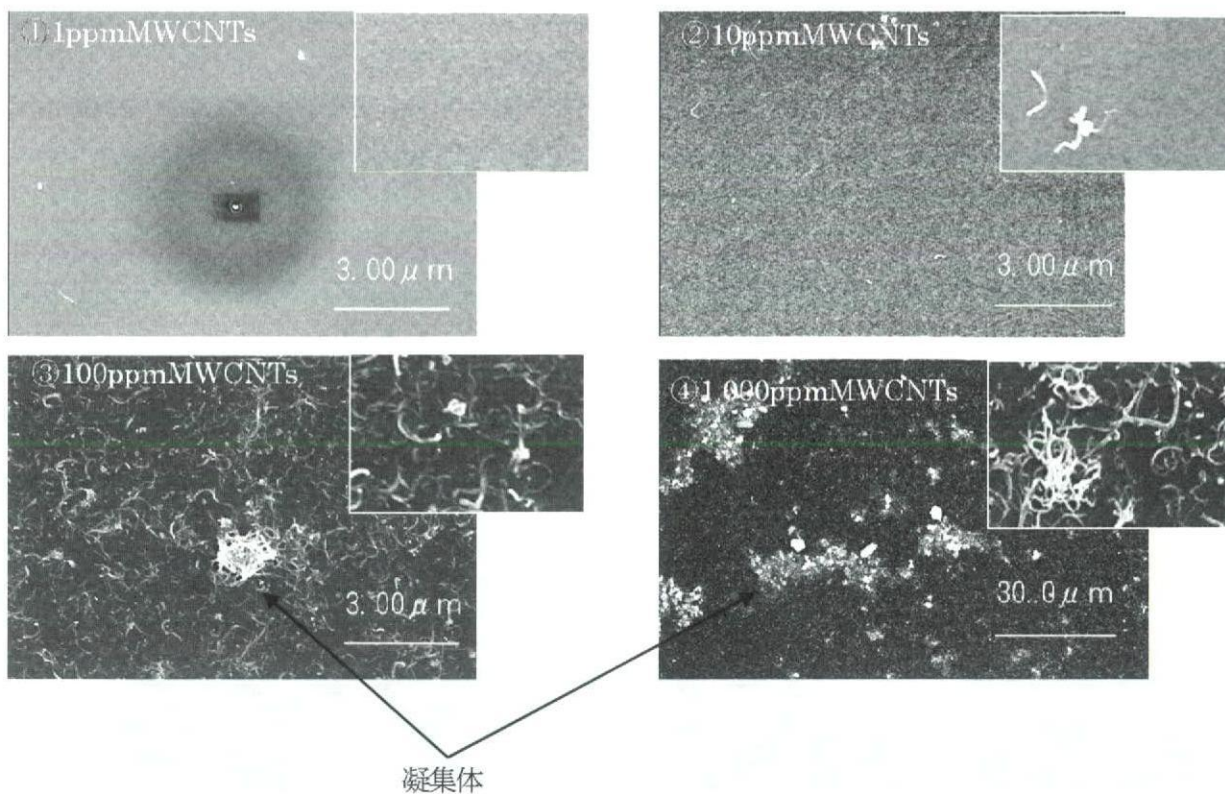 ①1ppmMWCNTs
3.00μm
②10ppmMWCNTs
3.00μm
③100ppmMWCNTs
3.00μm
④1 000ppmMWCNTs
30.0μm
凝集体